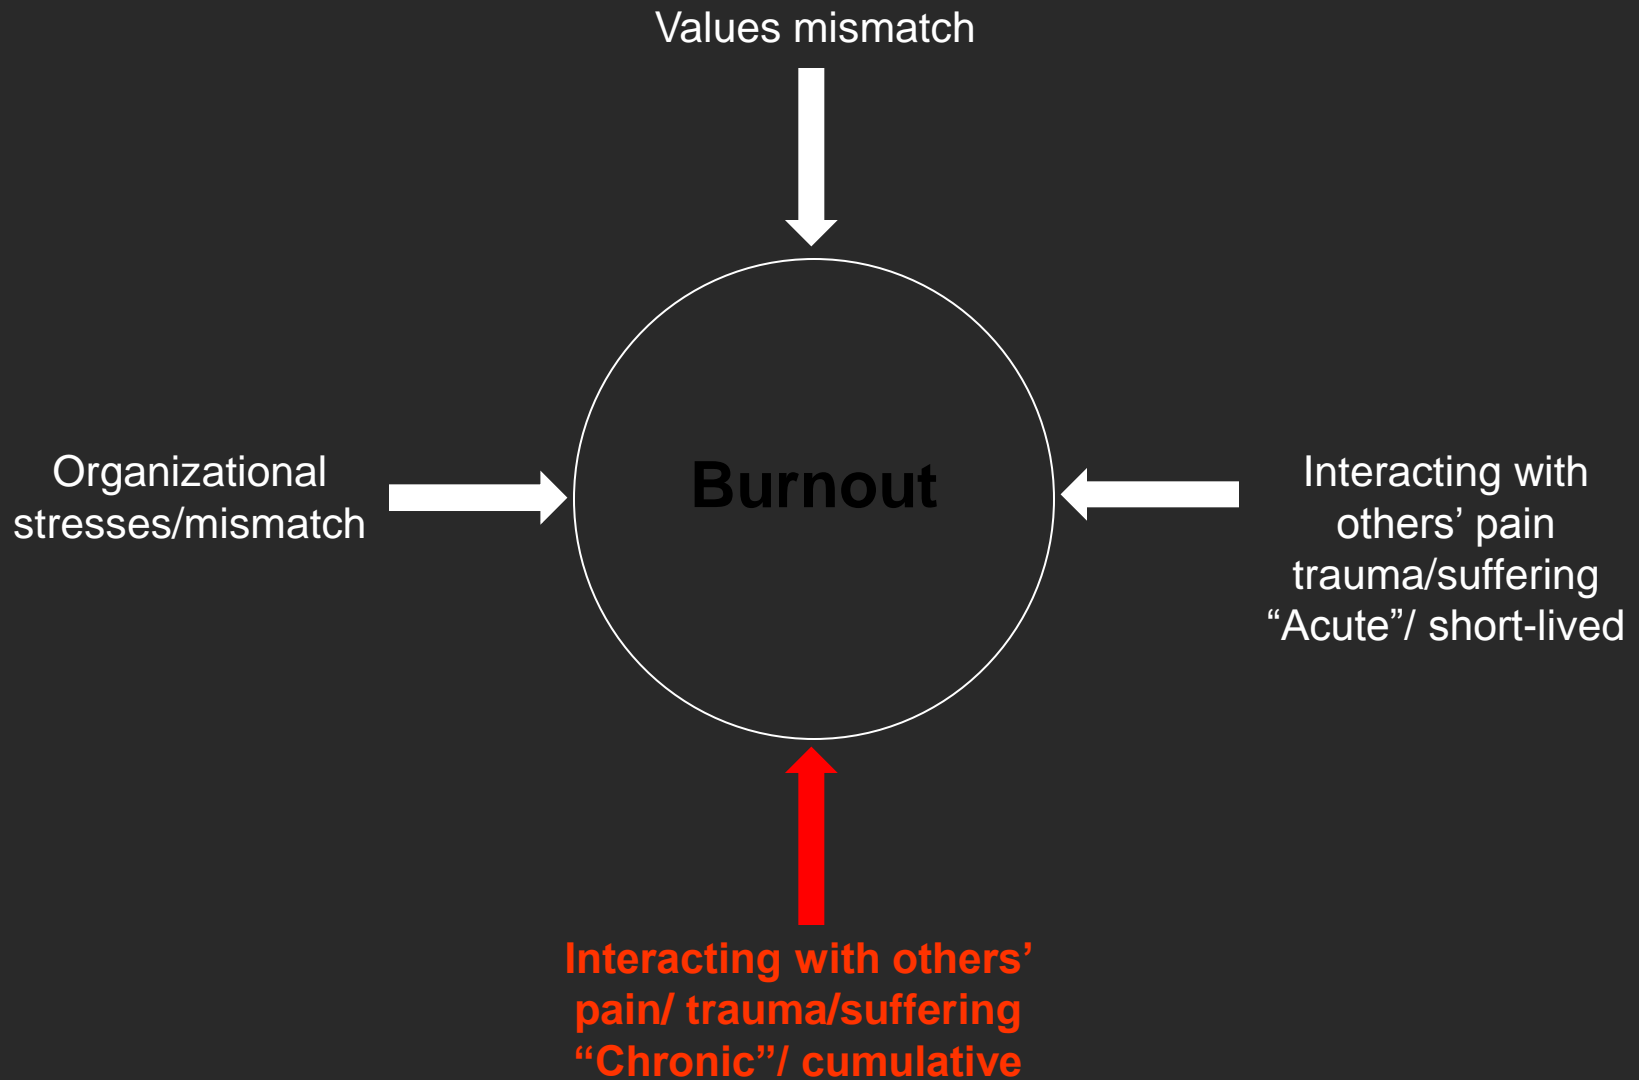 Values mismatch
Organizational
stresses/mismatch
Burnout
Interacting with
others’ pain
trauma/suffering
“Acute”/ short-lived
Interacting with others’
pain/ trauma/suffering
“Chronic”/ cumulative